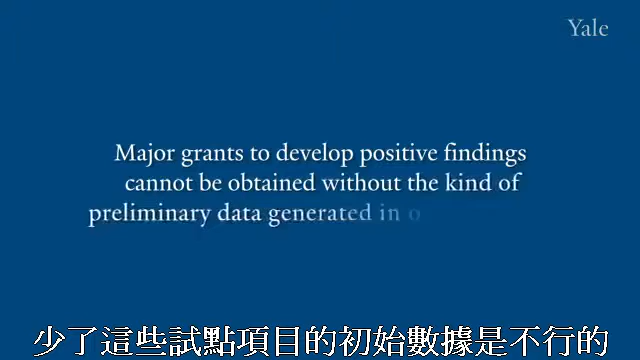 Yale
Major grants to develop positive findings
cannot be obtained without the kind of
preliminary data generated in o
少了這些試點項目的初始數據是不行的